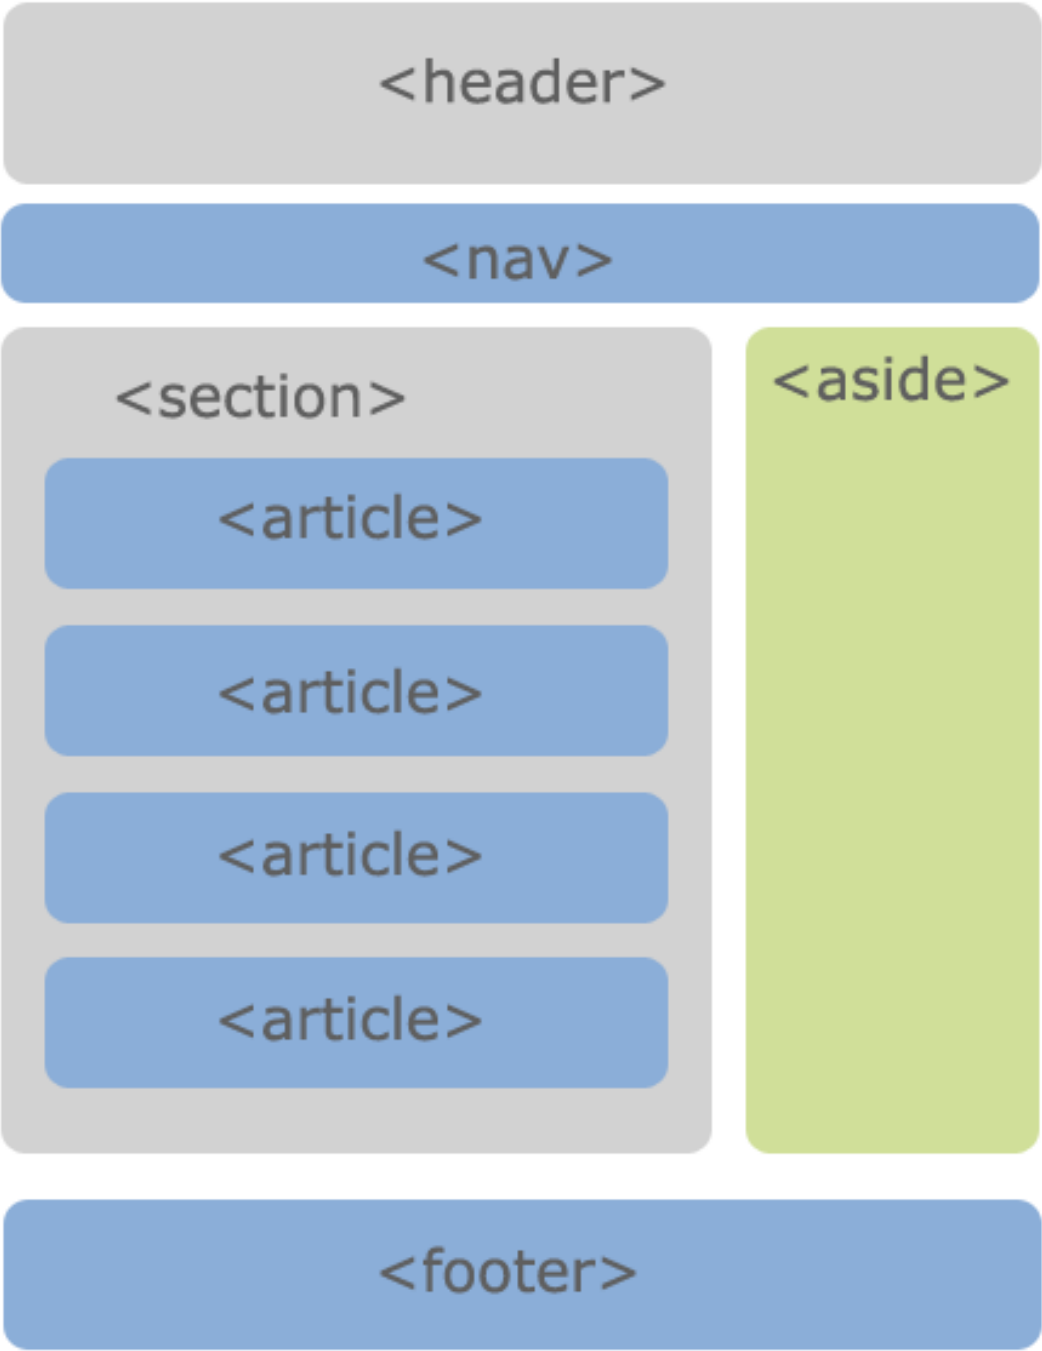 <header>
<nav>
<section>
<aside>
<article>
<article>
<article>
<article>
<footer>